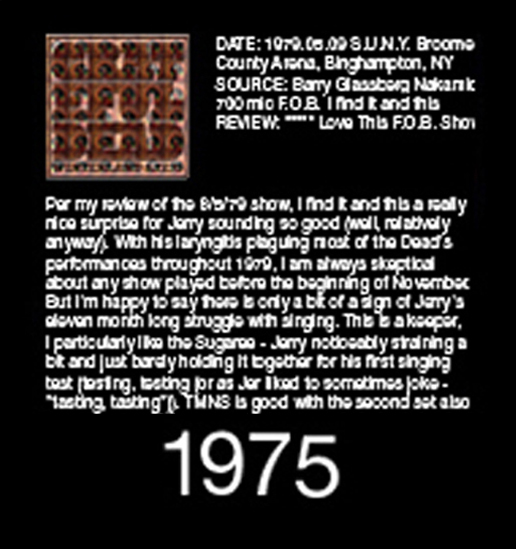 DATE: 1979.05.09 S.U.N.Y. Broome
County Arena, Binghampton, NY
SOURCE: Barry Glassberg Nakamic
700 mic F.O.B. I find it and this
REVIEW: ***** Love This F.O.B. Show
Per my review of the 8/5/79 show, I find it and this a really
nice surprise for Jerry sounding so good (well, relatively
anyway). With his laryngitis plaguing most of the Dead's
performances throughout 1979, I am always skeptical
about any show played before the beginning of November.
But I'm happy to say there is only a bit of a sign of Jerry's
eleven month long struggle with singing. This is a keeper,
I particularly like the Sugaree - Jerry noticeably straining a
bit and just barely holding it together for his first singing
test (testing, testing jor as Jer liked to sometimes joke -
"tasting, tasting"(). TMNS is good with the second set also
1975